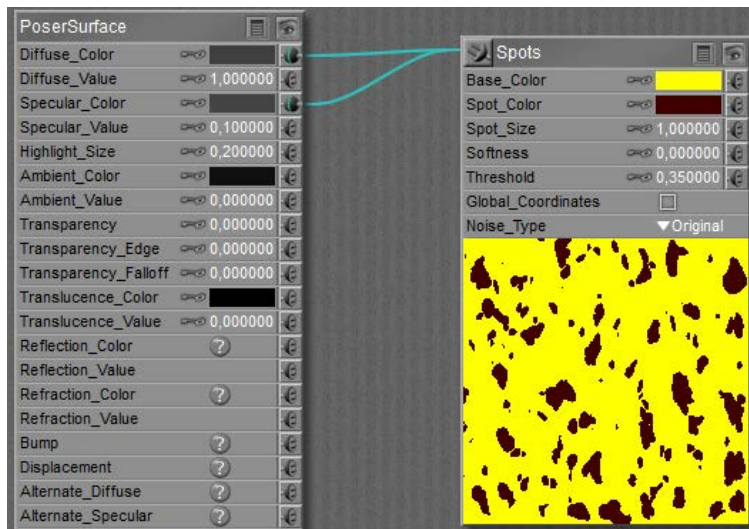 PoserSurface
Diffuse_Color
Diffuse_Value 1,000000
Specular_Color
Specular_Value 0,100000
Highlight_Size 0,200000
Ambient_Color
Ambient_Value 0,000000
Transparency 0,000000
Transparency_Edge 0,000000
Transparency_Falloff 0,000000
Translucence_Color
Translucence_Value 0,000000
Reflection_Color ?
Reflection_Value
Refraction_Color ?
Refraction_Value
Bump ?
Displacement ?
Alternate_Diffuse ?
Alternate_Specular ?
Spots
Base_Color
Spot_Color
Spot_Size 1,000000
Softness 0,000000
Threshold 0,350000
Global_Coordinates
Noise_Type Original